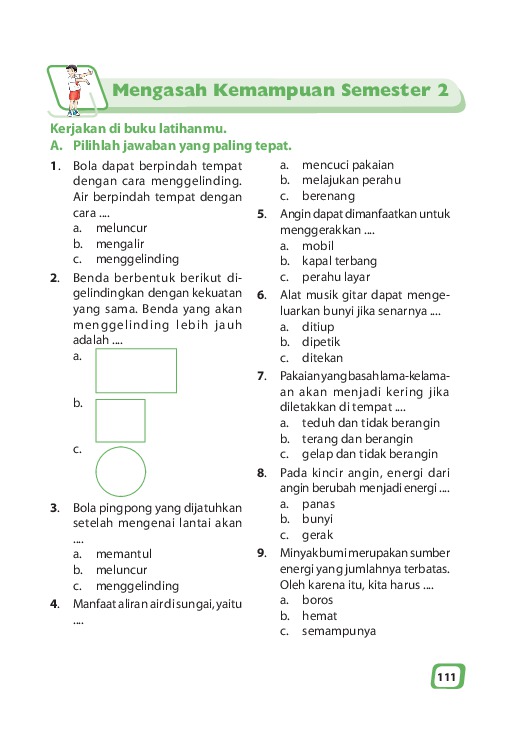 Mengasah Kemampuan Semester 2
Kerjakan di buku latihanmu.
A. Pilihlah jawaban yang paling tepat.
1. Bola dapat berpindah tempat
dengan cara menggelinding.
Air berpindah tempat dengan
cara ....
a. meluncur
b. mengalir
c. menggelinding
2. Benda berbentuk berikut di-
gelindingkan dengan kekuatan
yang sama. Benda yang akan
menggelinding lebih jauh
adalah ....
a.
b.
c.
3. Bola pingpong yang dijatuhkan
setelah mengenai lantai akan
....
a. memantul
b. meluncur
c. menggelinding
4. Manfaat aliran air di sungai, yaitu
....
a. mencuci pakaian
b. melajukan perahu
c. berenang
5. Angin dapat dimanfaatkan untuk
menggerakkan ....
a. mobil
b. kapal terbang
c. perahu layar
6. Alat musik gitar dapat menge-
luarkan bunyi jika senarnya ....
a. ditiup
b. dipetik
c. ditekan
7. Pakaian yang basah lama-kelama-
an akan menjadi kering jika
diletakkan di tempat ....
a. teduh dan tidak berangin
b. terang dan berangin
c. gelap dan tidak berangin
8. Pada kincir angin, energi dari
angin berubah menjadi energi ....
a. panas
b. bunyi
c. gerak
9. Minyak bumi merupakan sumber
energi yang jumlahnya terbatas.
Oleh karena itu, kita harus ....
a. boros
b. hemat
c. semampunya
111